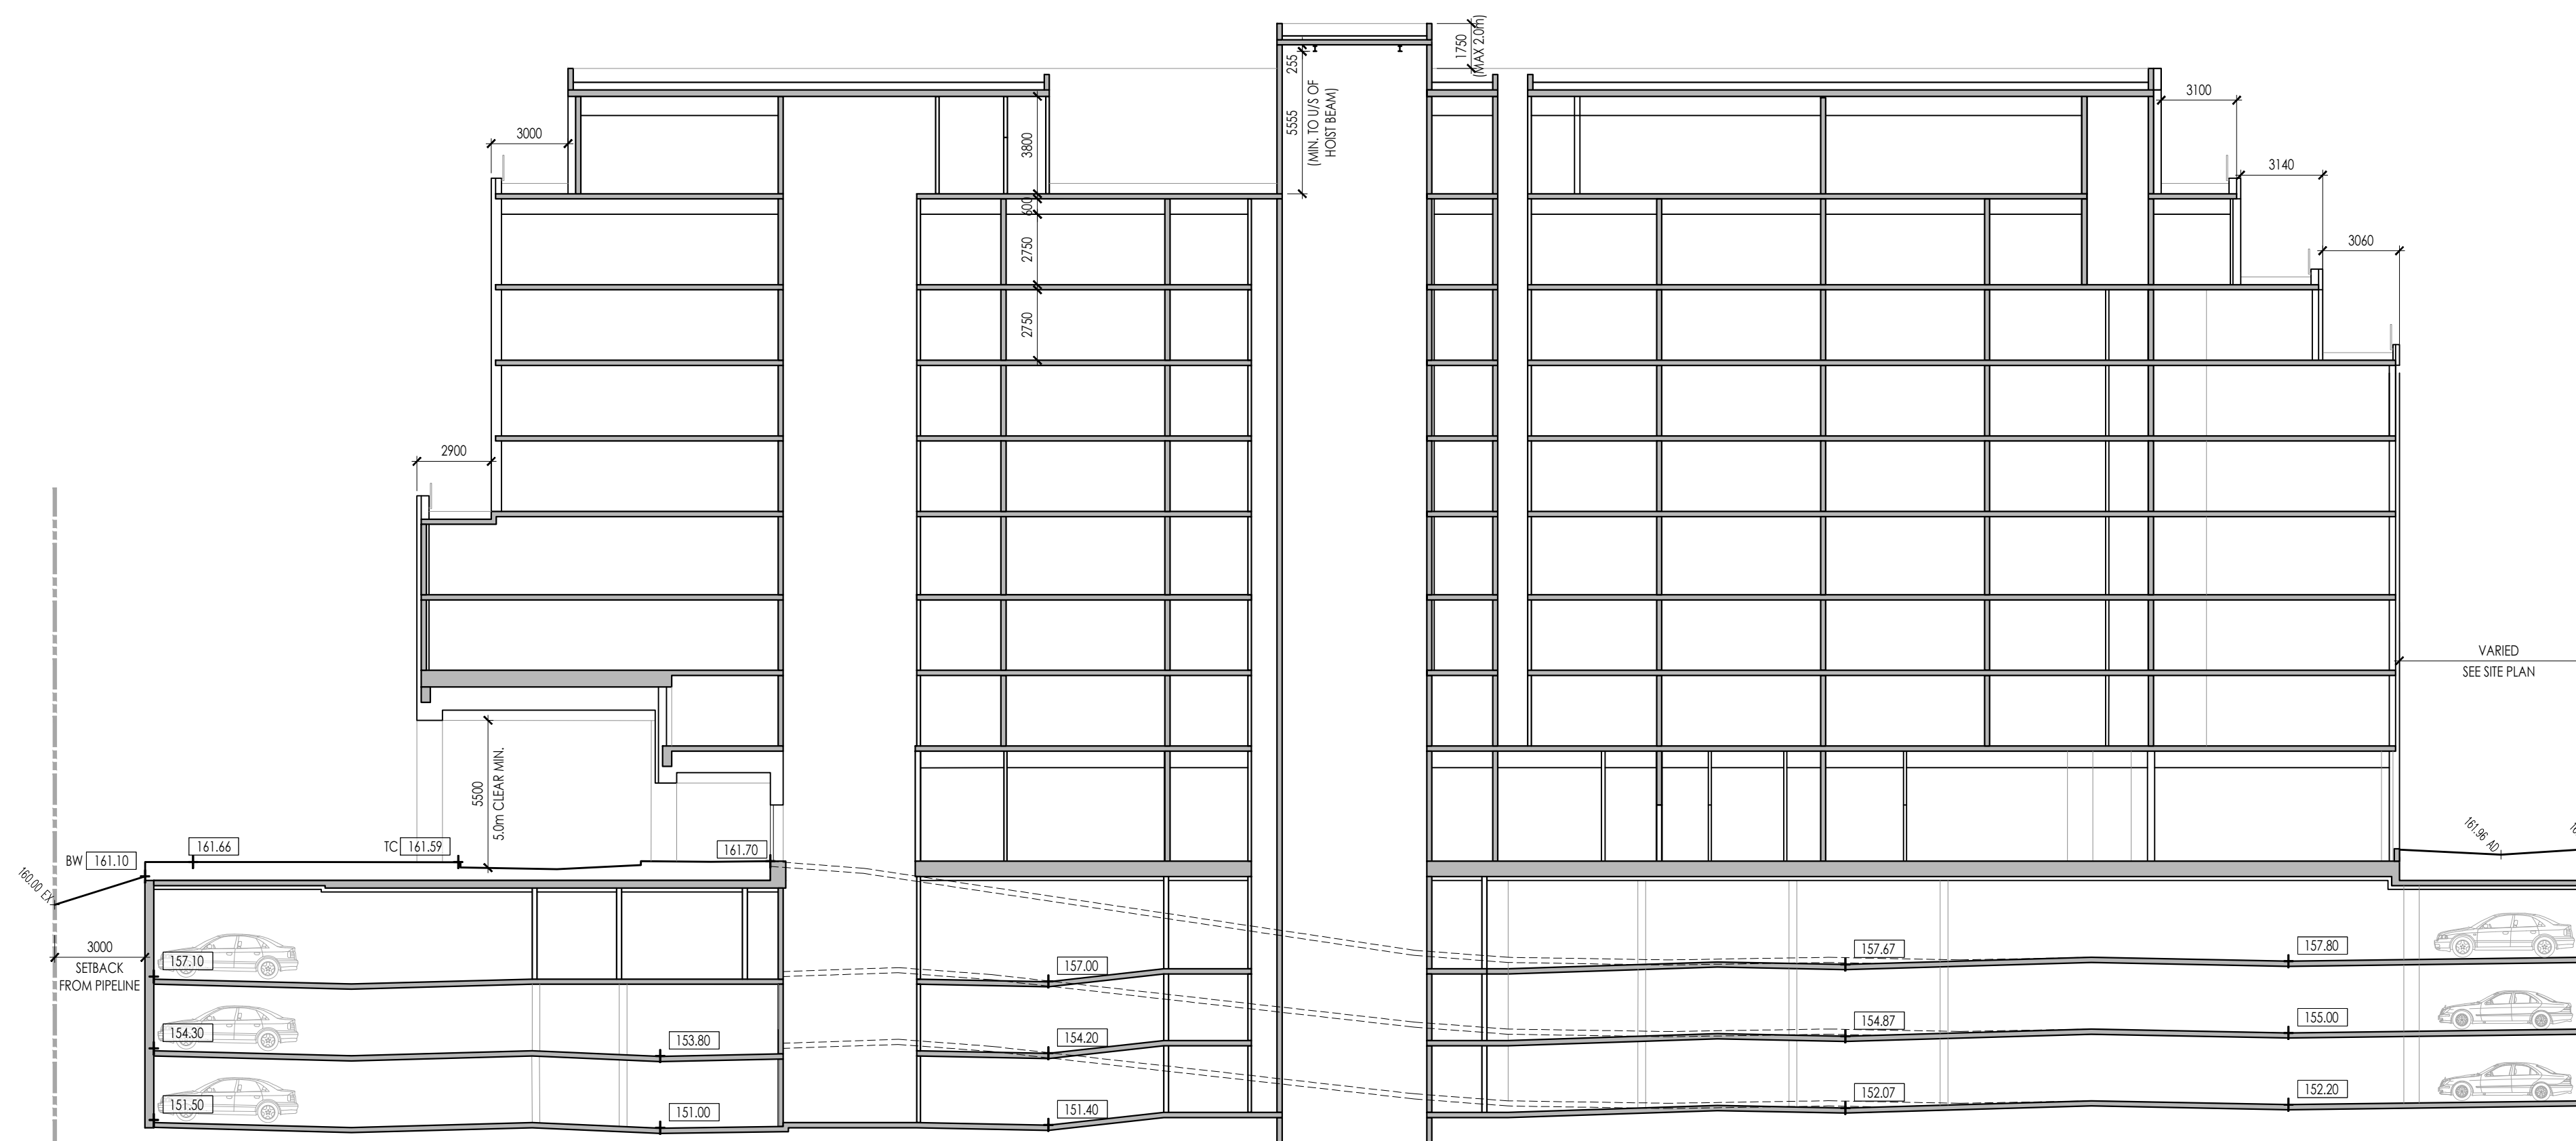 1750
(MAX 2.0m)
255
5555
(MIN. TO U/S OF
HOIST BEAM)
3100
3000
3800
3140
600
2750
3060
2750
2900
VARIED
SEE SITE PLAN
5500
5.0m CLEAR MIN.
161.96 AD
BW 161.10
161.66
TC 161.59
161.70
160.00 EX
3000
SETBACK
FROM PIPELINE
157.10
157.00
157.67
157.80
154.30
153.80
154.20
154.87
155.00
151.50
151.00
151.40
152.07
152.20